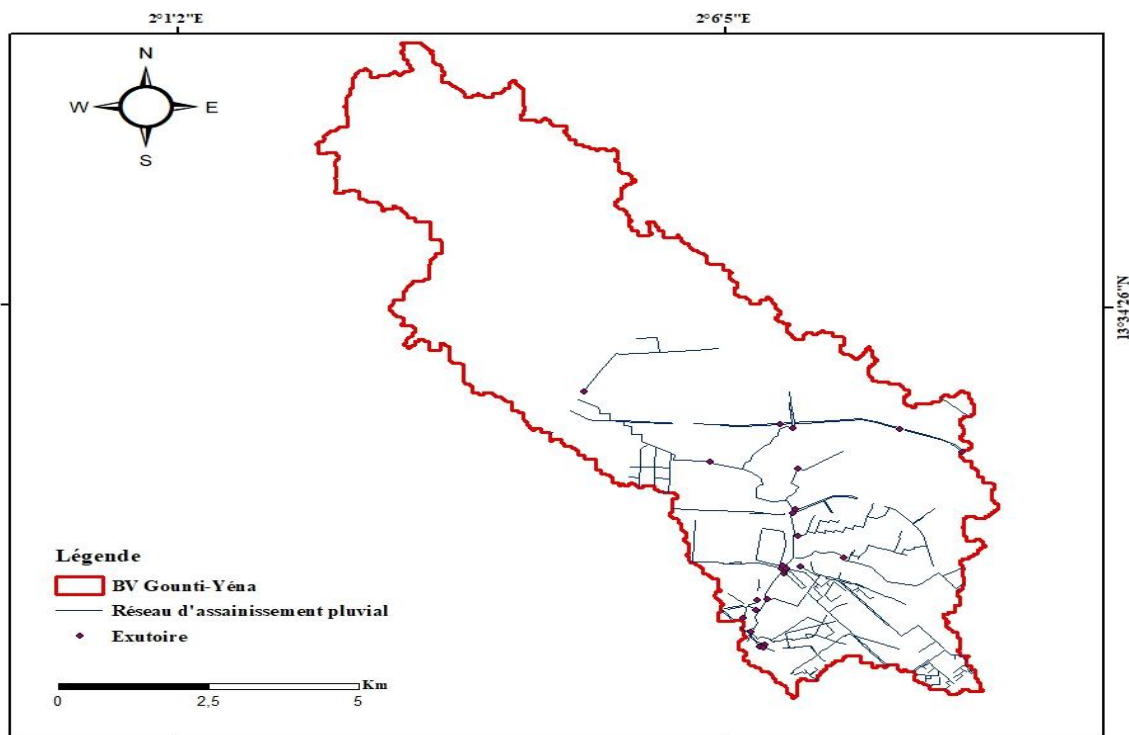 2°1'2"E
2°6'5"E
N
W
E
S
13°34'26"N
Légende
BV Gounti-Yéna
Réseau d'assainissement pluvial
Exutoire
Km
0
2,5
5